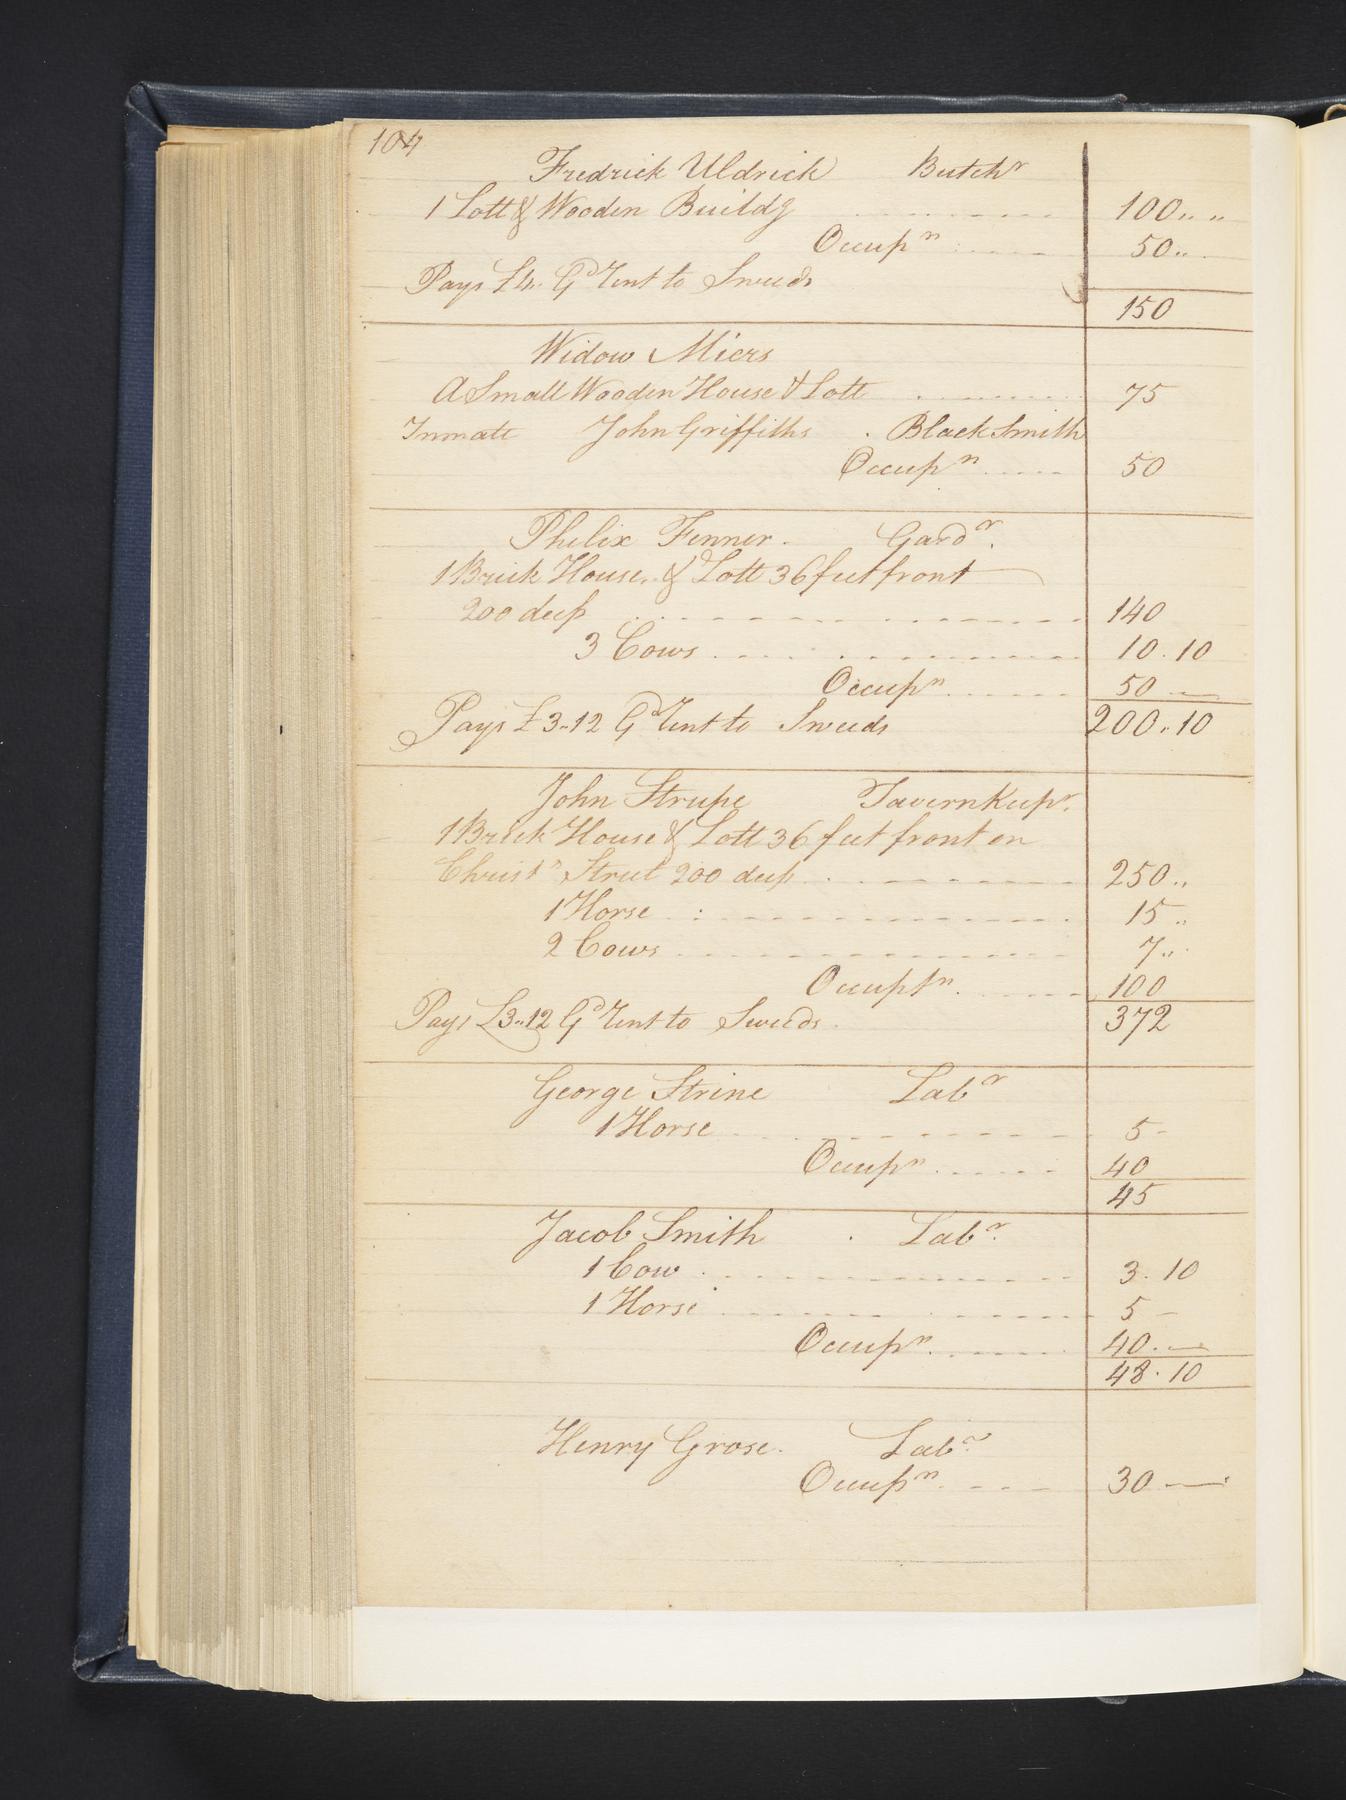 104
Fredrick Uldrick Butchr
1 Lott & Wooden Buildg 100
Occupn 50
Pays £4. Gd Rent to Sweeds
150
Widow Miers
A Small Wooden House & Lott 75
Inmate John Griffiths Black Smith
Occupn 50
Phelix Fenner. Gardr.
1 Brick House. & Lott 36 feet front
200 deep 140
3 Cows 10.10
Occupn 50
Pays £3..12 Gd Rent to Sweeds 200..10
John Strupe TavernKeepr.
1 Brick House & Lott 36 feet front on
Christn Street 200 deep 250
1 Horse 15
2 Cows 7
Occuptn. 100
Pays £3..12 Gd Rent to Sweeds. 372
George Strine Labr
1 Horse 5
Occupn 40
45
Jacob Smith Labr.
1 Cow 3.10
1 Horse 5
Occupn. 40
48.10
Henry Grose. Labr.
Occupn 30